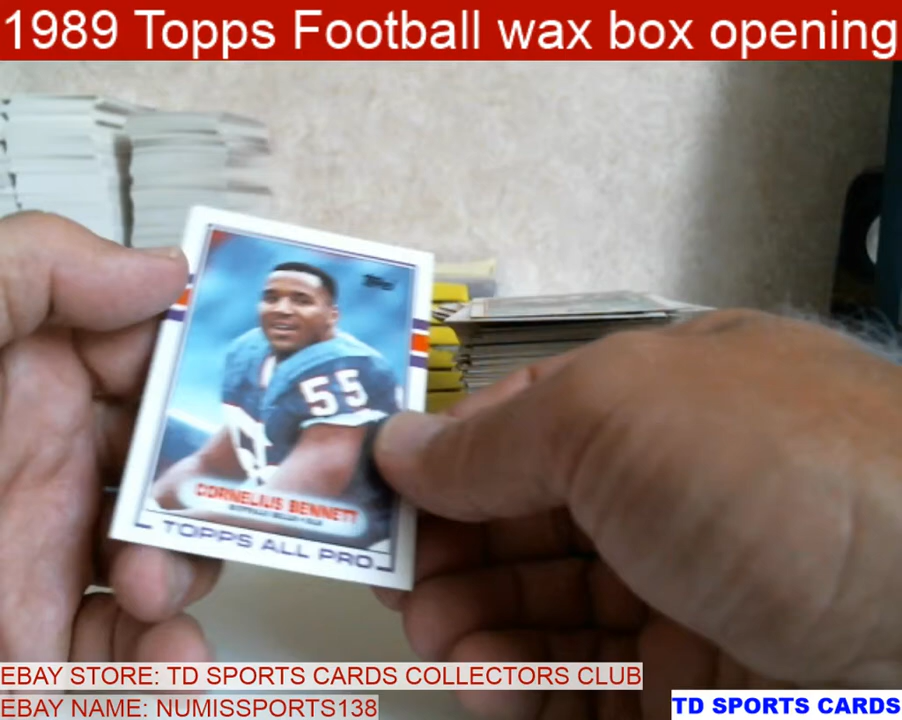 1989 Topps Football wax box opening
Topps
55
CORNELIUS BENNETT
TOPPS ALL PRO
EBAY STORE: TD SPORTS CARDS COLLECTORS CLUB
EBAY NAME: NUMISSPORTS138
TD SPORTS CARDS